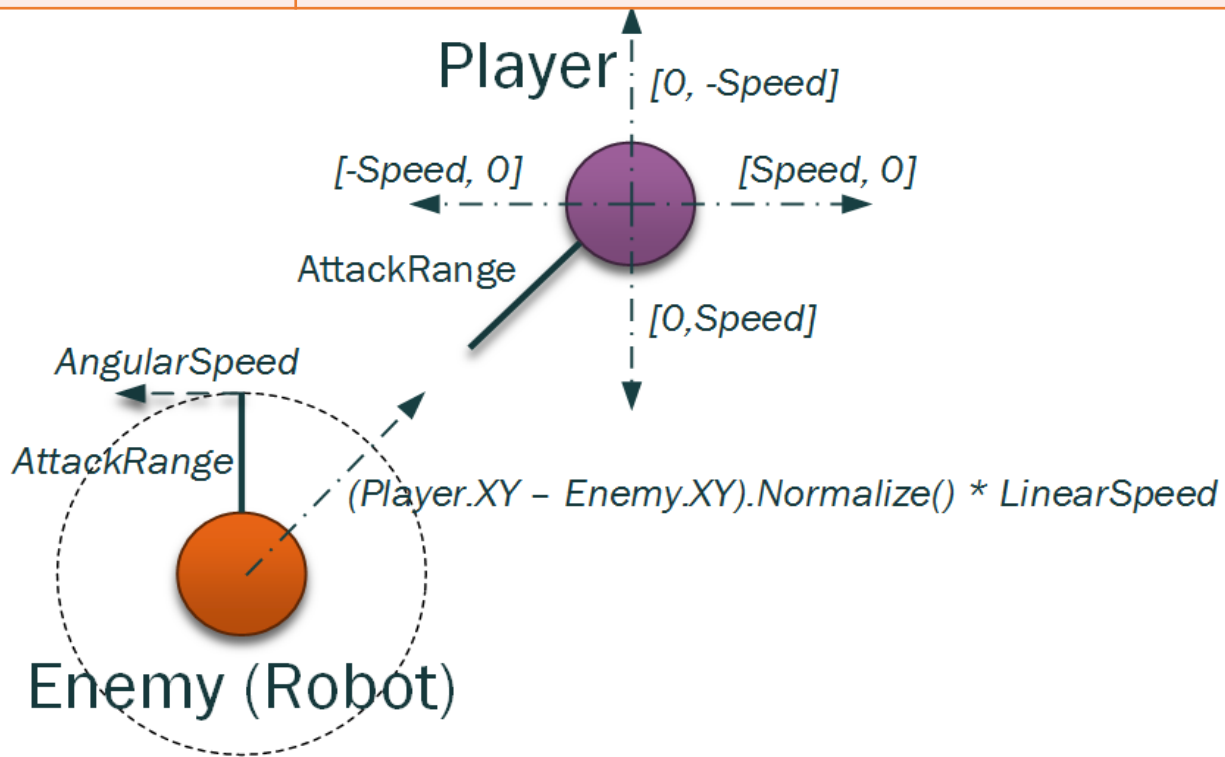 Player
[0, -Speed]
[-Speed, 0]
[Speed, 0]
AttackRange
[0,Speed]
AngularSpeed
AttackRange
(Player.XY – Enemy.XY).Normalize() * LinearSpeed
Enemy (Robot)